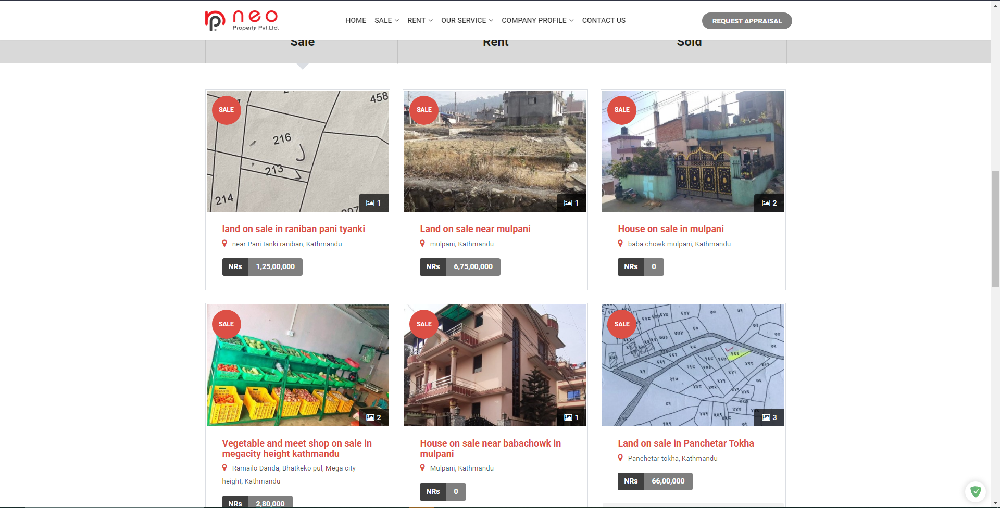 neo
Property Pvt.Ltd.
HOME SALE RENT OUR SERVICE COMPANY PROFILE CONTACT US
REQUEST APPRAISAL
Sale Rent Sold
SALE
458
216
213
214
1
land on sale in raniban pani tyanki
near Pani tanki raniban, Kathmandu
NRs 1,25,00,000
SALE
1
Land on sale near mulpani
mulpani, Kathmandu
NRs 6,75,00,000
SALE
2
House on sale in mulpani
baba chowk mulpani, Kathmandu
NRs 0
SALE
2
Vegetable and meet shop on sale in
megacity height kathmandu
Ramailo Danda, Bhatkeko pul, Mega city
height, Kathmandu
NRs 2,80,000
SALE
1
House on sale near babachowk in
mulpani
Mulpani, Kathmandu
NRs 0
SALE
3
Land on sale in Panchetar Tokha
Panchetar tokha, Kathmandu
NRs 66,00,000